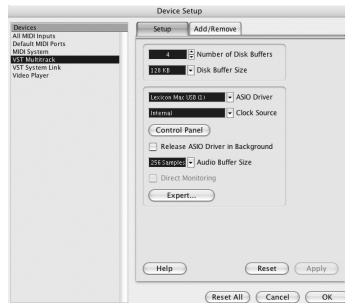 Device Setup
Devices
All MIDI Inputs
Default MIDI Ports
MIDI System
VST Multitrack
VST System Link
Video Player
Setup
Add/Remove
4 Number of Disk Buffers
128 KB Disk Buffer Size
Lexicon Mac USB (1) ASIO Driver
Internal Clock Source
Control Panel
Release ASIO Driver in Background
256 Samples Audio Buffer Size
Direct Monitoring
Expert...
Help
Reset
Apply
Reset All
Cancel
OK